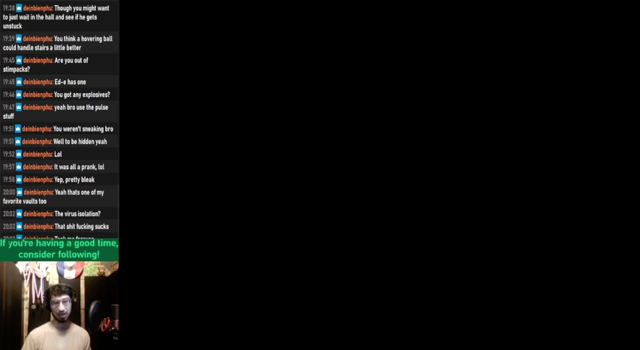 19:38 deinbienphu: Though you might want
to just wait in the hall and see if he gets
unstuck
19:39 deinbienphu: You think a hovering ball
could handle stairs a little better
19:45 deinbienphu: Are you out of
stimpacks?
19:45 deinbienphu: Ed-e has one
19:46 deinbienphu: You got any explosives?
19:47 deinbienphu: yeah bro use the pulse
stuff
19:51 deinbienphu: You weren't sneaking bro
19:51 deinbienphu: Well to be hidden yeah
19:52 deinbienphu: Lol
19:57 deinbienphu: It was all a prank, lol
19:58 deinbienphu: Yep, pretty bleak
20:00 deinbienphu: Yeah thats one of my
favorite vaults too
20:02 deinbienphu: The virus isolation?
20:02 deinbienphu: That shit fucking sucks
If you're having a good time,
consider following!